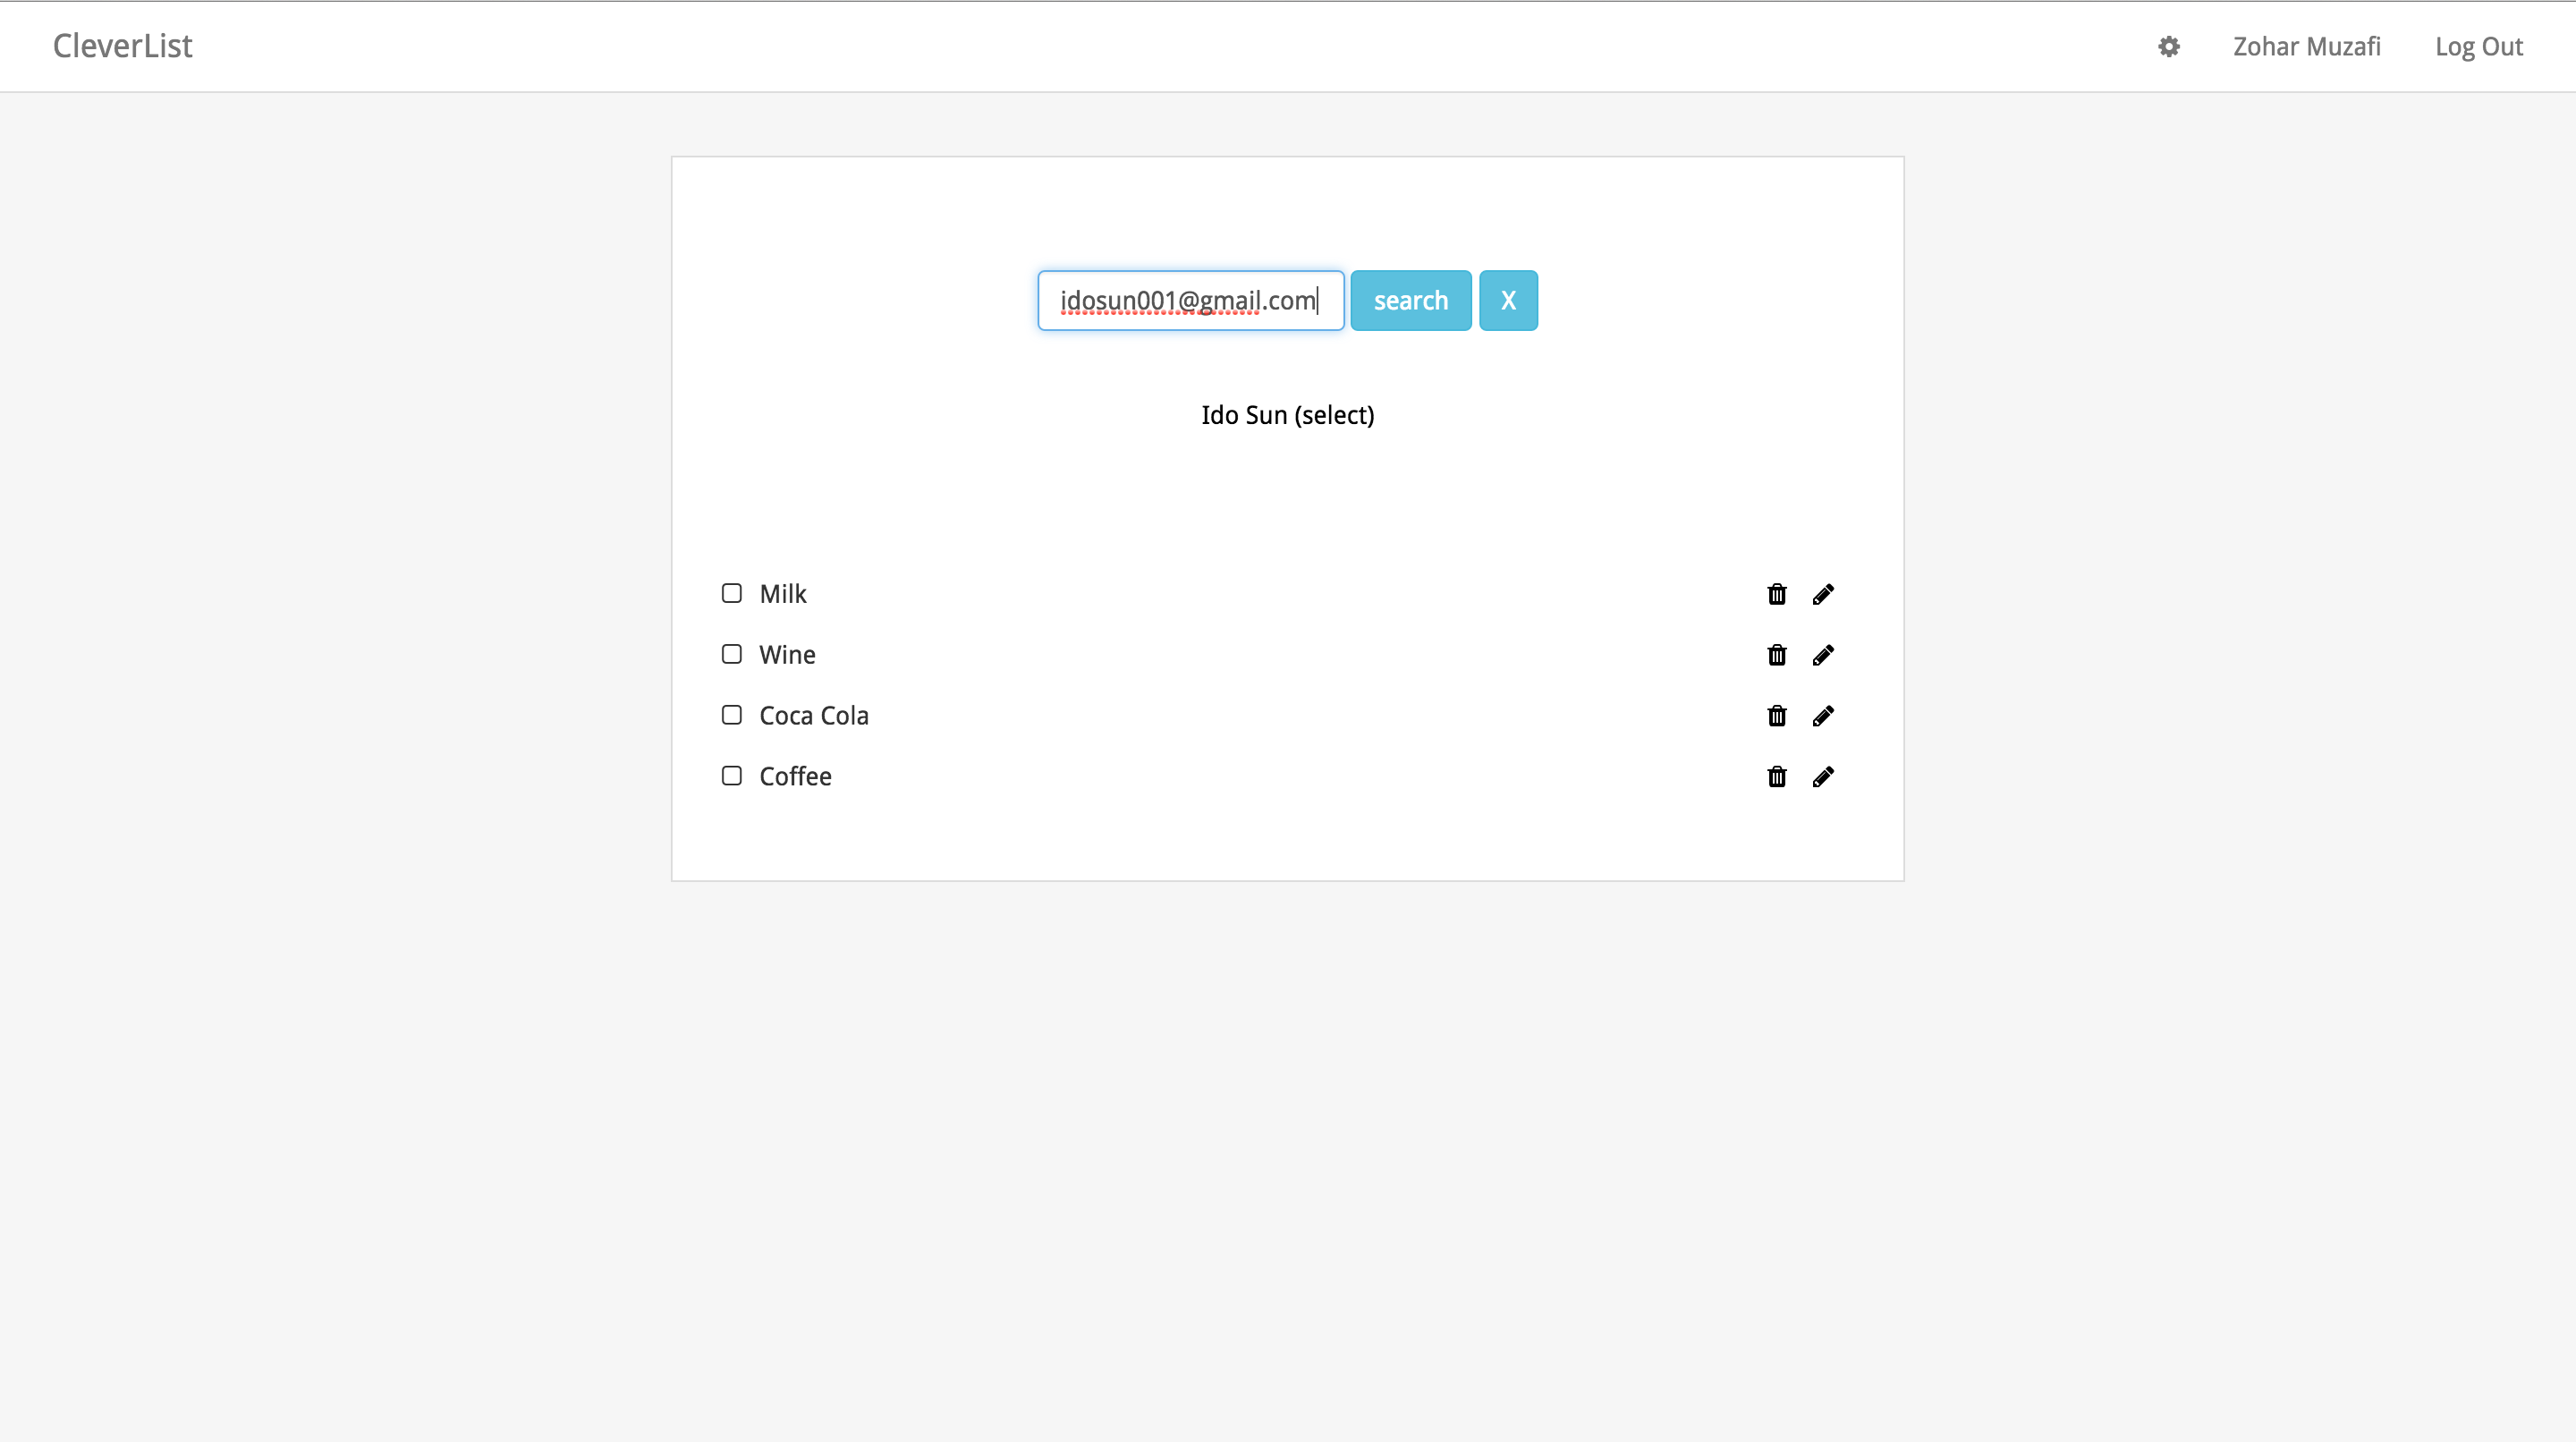 CleverList Zohar Muzafi Log Out
idosun001@gmail.com search X
Ido Sun (select)
Milk
Wine
Coca Cola
Coffee